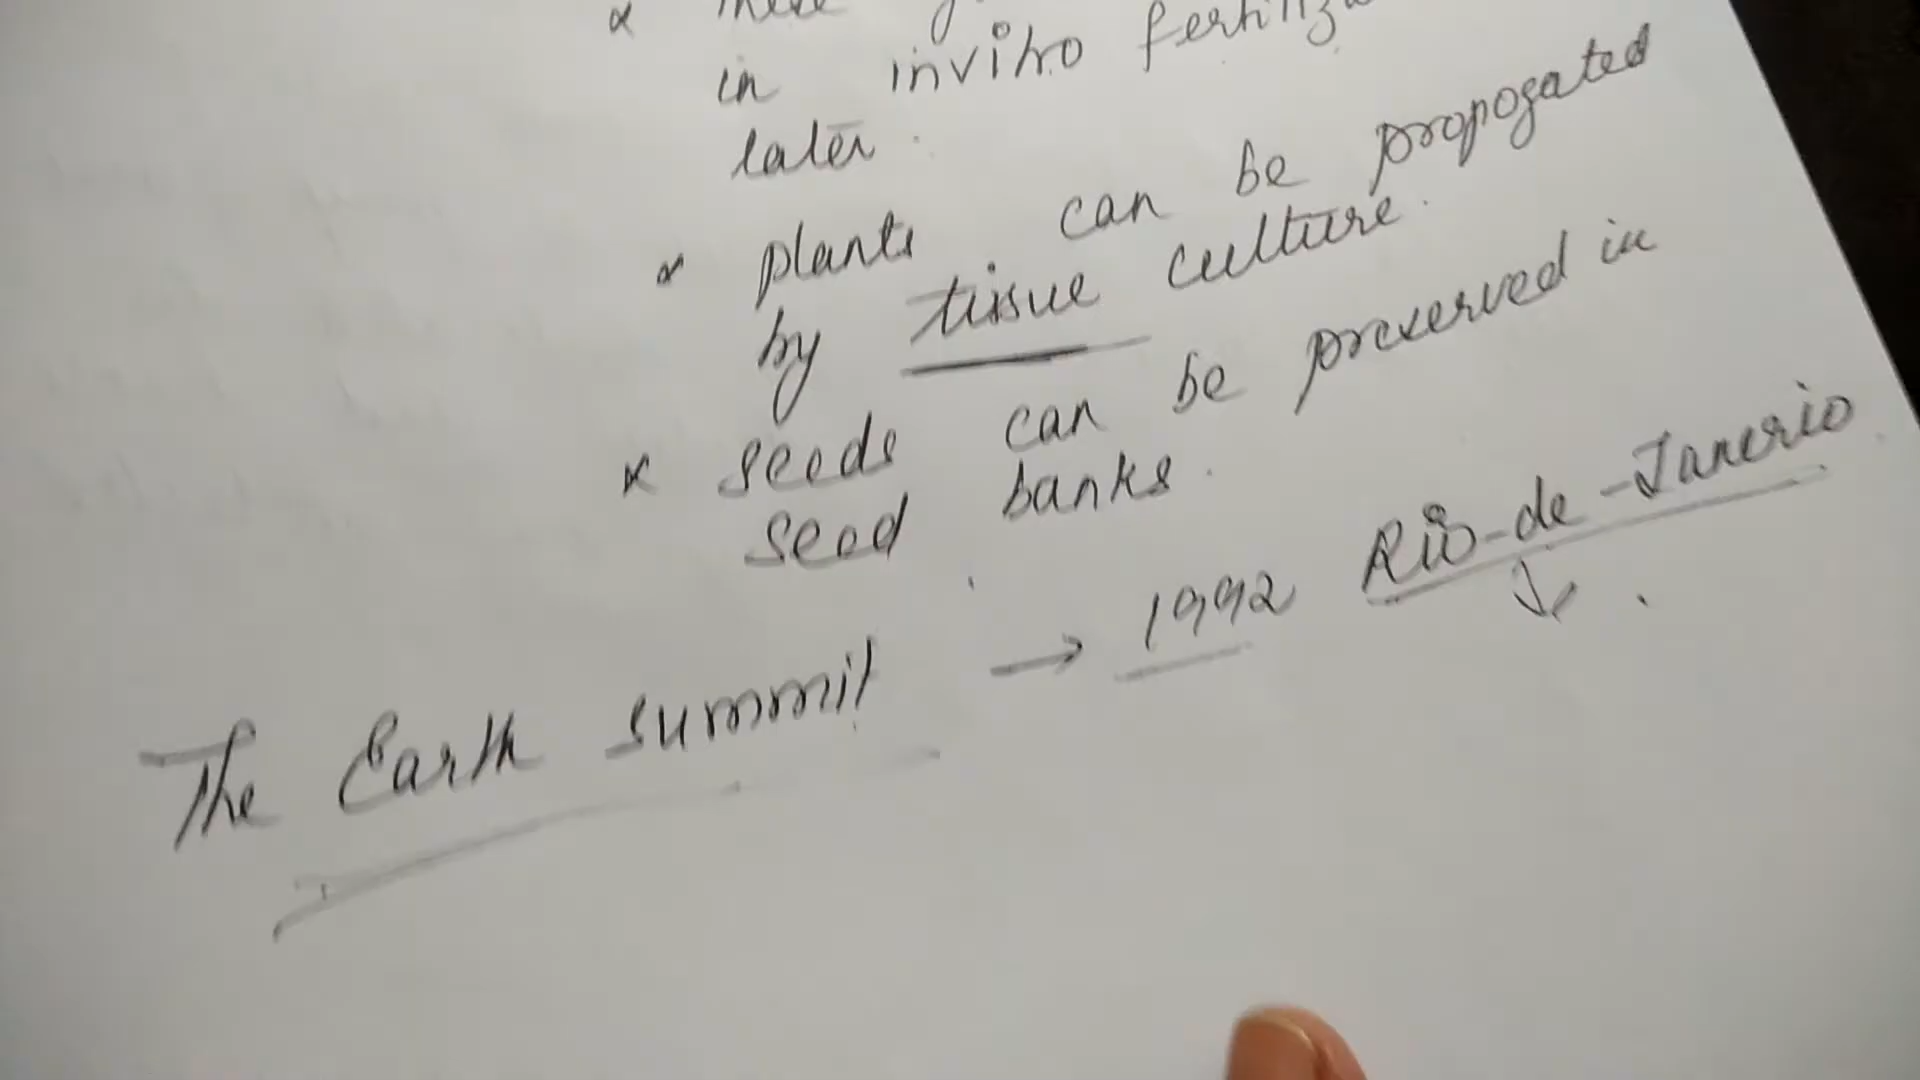 in invitro
later.
plants can be propogated
by tissue culture.
seeds can be preserved in
seed banks.
The Earth summit → 1992 Rio-de-Janerio